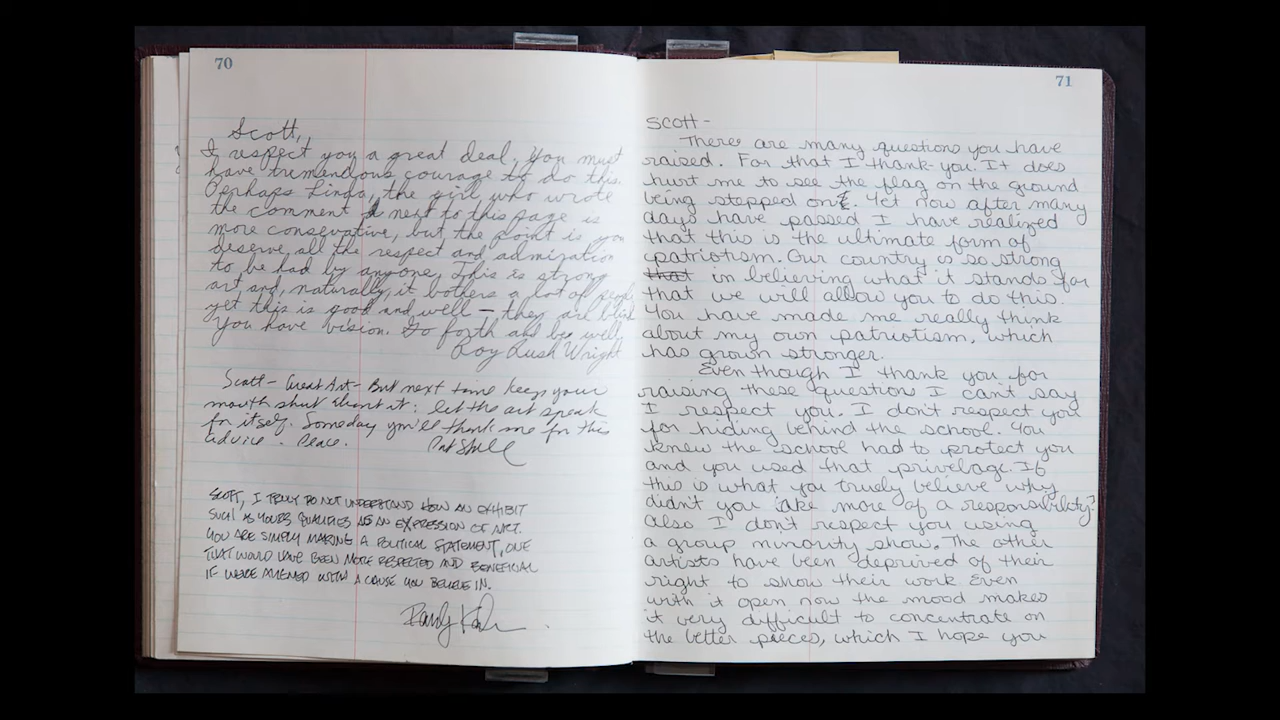 70
Scott,
I respect you a great deal. You must
have tremendous courage to do this.
Perhaps Linda, the girl who wrote
the comment next to this page is
more consevative, but the point is you
deserve all the respect and admiration
to be had by anyone. This is strong
art and, naturally, it bothers a lot of people
yet this is good and well — they are blind
You have vision. Go forth and be well
Roy Rush Wright
Scott - Great Art - But next time keep your
mouth shut about it: let the art speak
for itself. Someday you'll thank me for this
advice. Peace.
SCOTT, I TRULY DO NOT UNDERSTAND HOW AN EXHIBIT
SUCH AS YOURS QUALIFIES AS AN EXPRESSION OF ART.
YOU ARE SIMPLY MAKING A POLITICAL STATEMENT, ONE
THAT WOULD HAVE BEEN MORE RESPECTED AND BENEFICIAL
IF WERE ALIGNED WITH A CAUSE YOU BELIEVE IN.
Randy
71
Scott -
There are many questions you have
raised. For that I thank-you. It does
hurt me to see the flag on the ground
being stepped on. Yet now after many
days have passed I have realized
that this is the ultimate form of
patriotism. Our country is so strong
that in believing what it stands for
that we will allow you to do this.
You have made me really think
about my own patriotism, which
has grown stronger.
Even though I thank you for
raising these questions I can't say
I respect you. I don't respect you
for hiding behind the school. You
knew the school had to protect you
and you used that privelage. If
this is what you truely believe why
didn't you take more of a responsibility?
Also I don't respect you using
a group minority show. The other
artists have been deprived of their
right to show their work. Even
with it open now the mood makes
it very difficult to concentrate on
the better pieces, which I hope you